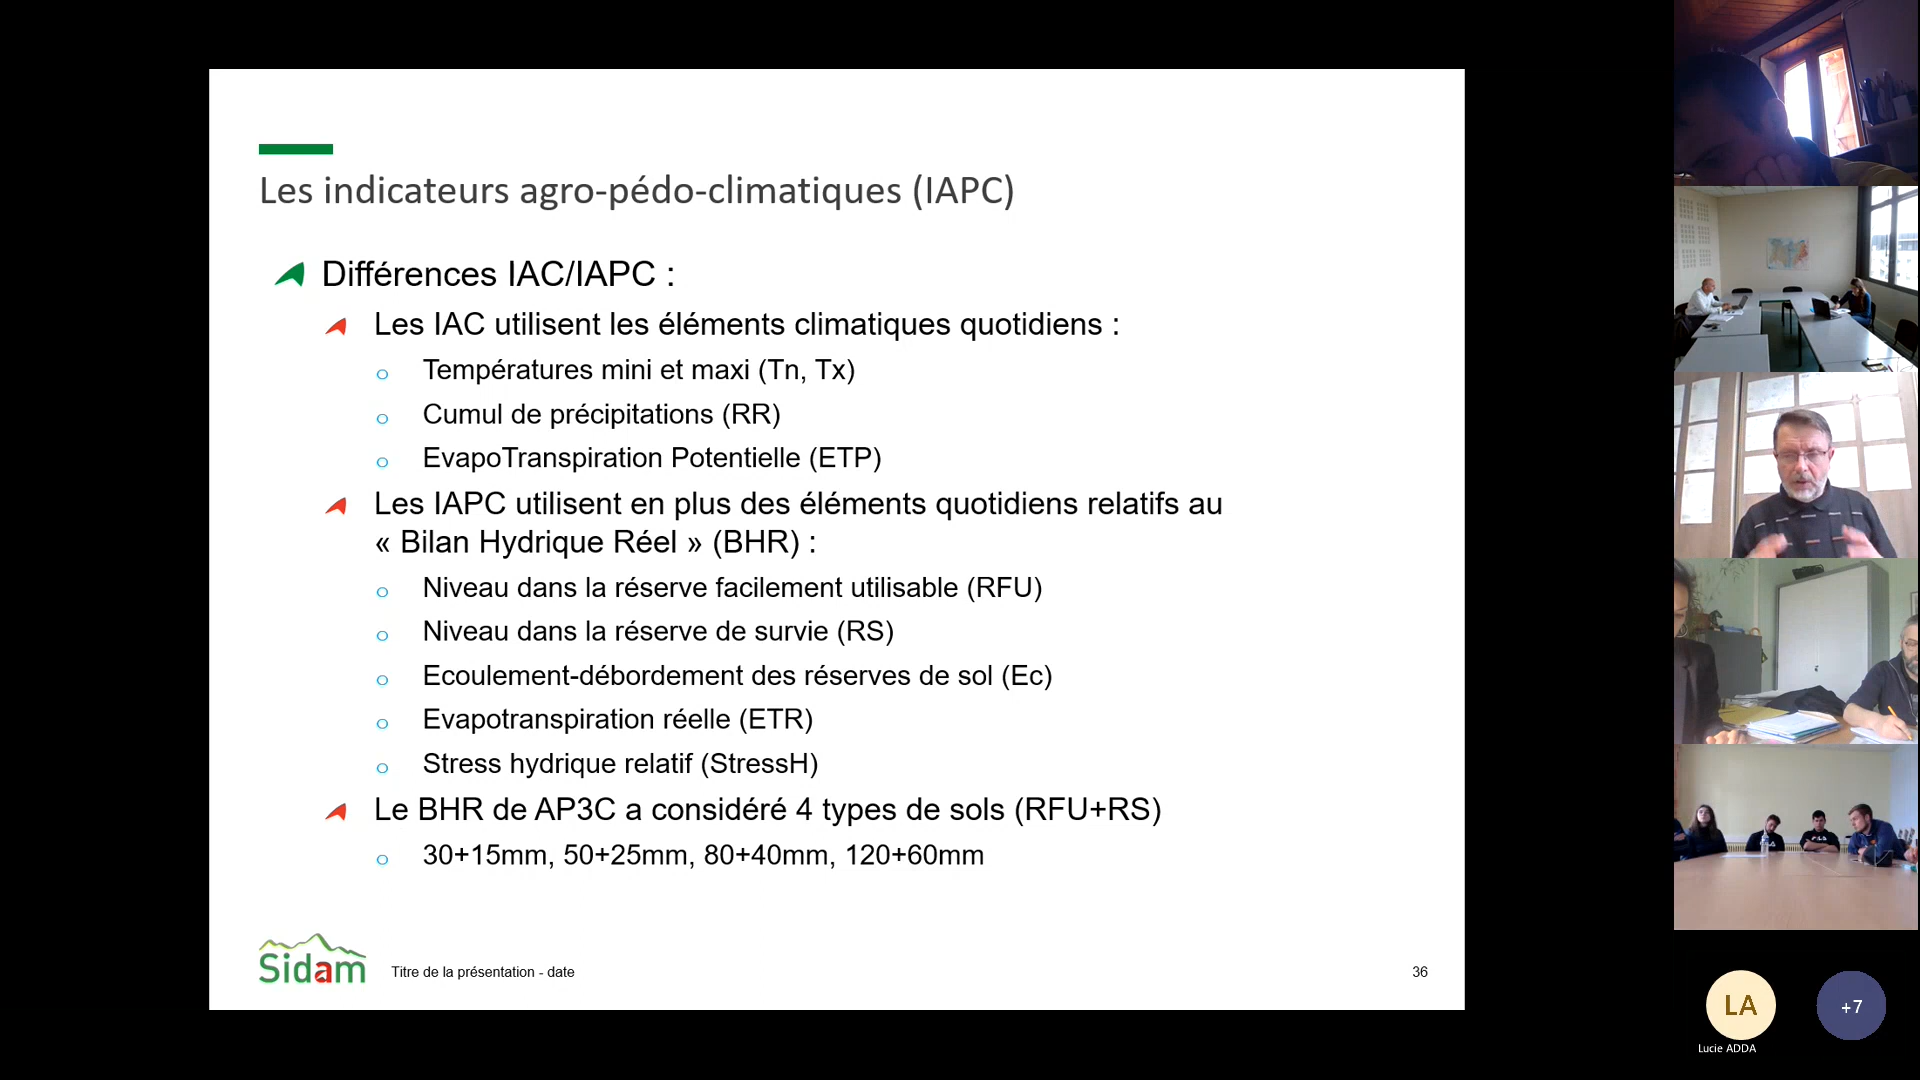 Les indicateurs agro-pédo-climatiques (IAPC)
Différences IAC/IAPC :
Les IAC utilisent les éléments climatiques quotidiens :
o Températures mini et maxi (Tn, Tx)
o Cumul de précipitations (RR)
o EvapoTranspiration Potentielle (ETP)
Les IAPC utilisent en plus des éléments quotidiens relatifs au
« Bilan Hydrique Réel » (BHR) :
o Niveau dans la réserve facilement utilisable (RFU)
o Niveau dans la réserve de survie (RS)
o Ecoulement-débordement des réserves de sol (Ec)
o Evapotranspiration réelle (ETR)
o Stress hydrique relatif (StressH)
Le BHR de AP3C a considéré 4 types de sols (RFU+RS)
o 30+15mm, 50+25mm, 80+40mm, 120+60mm
Sidam
Titre de la présentation - date
36
LA
+7
Lucie ADDA